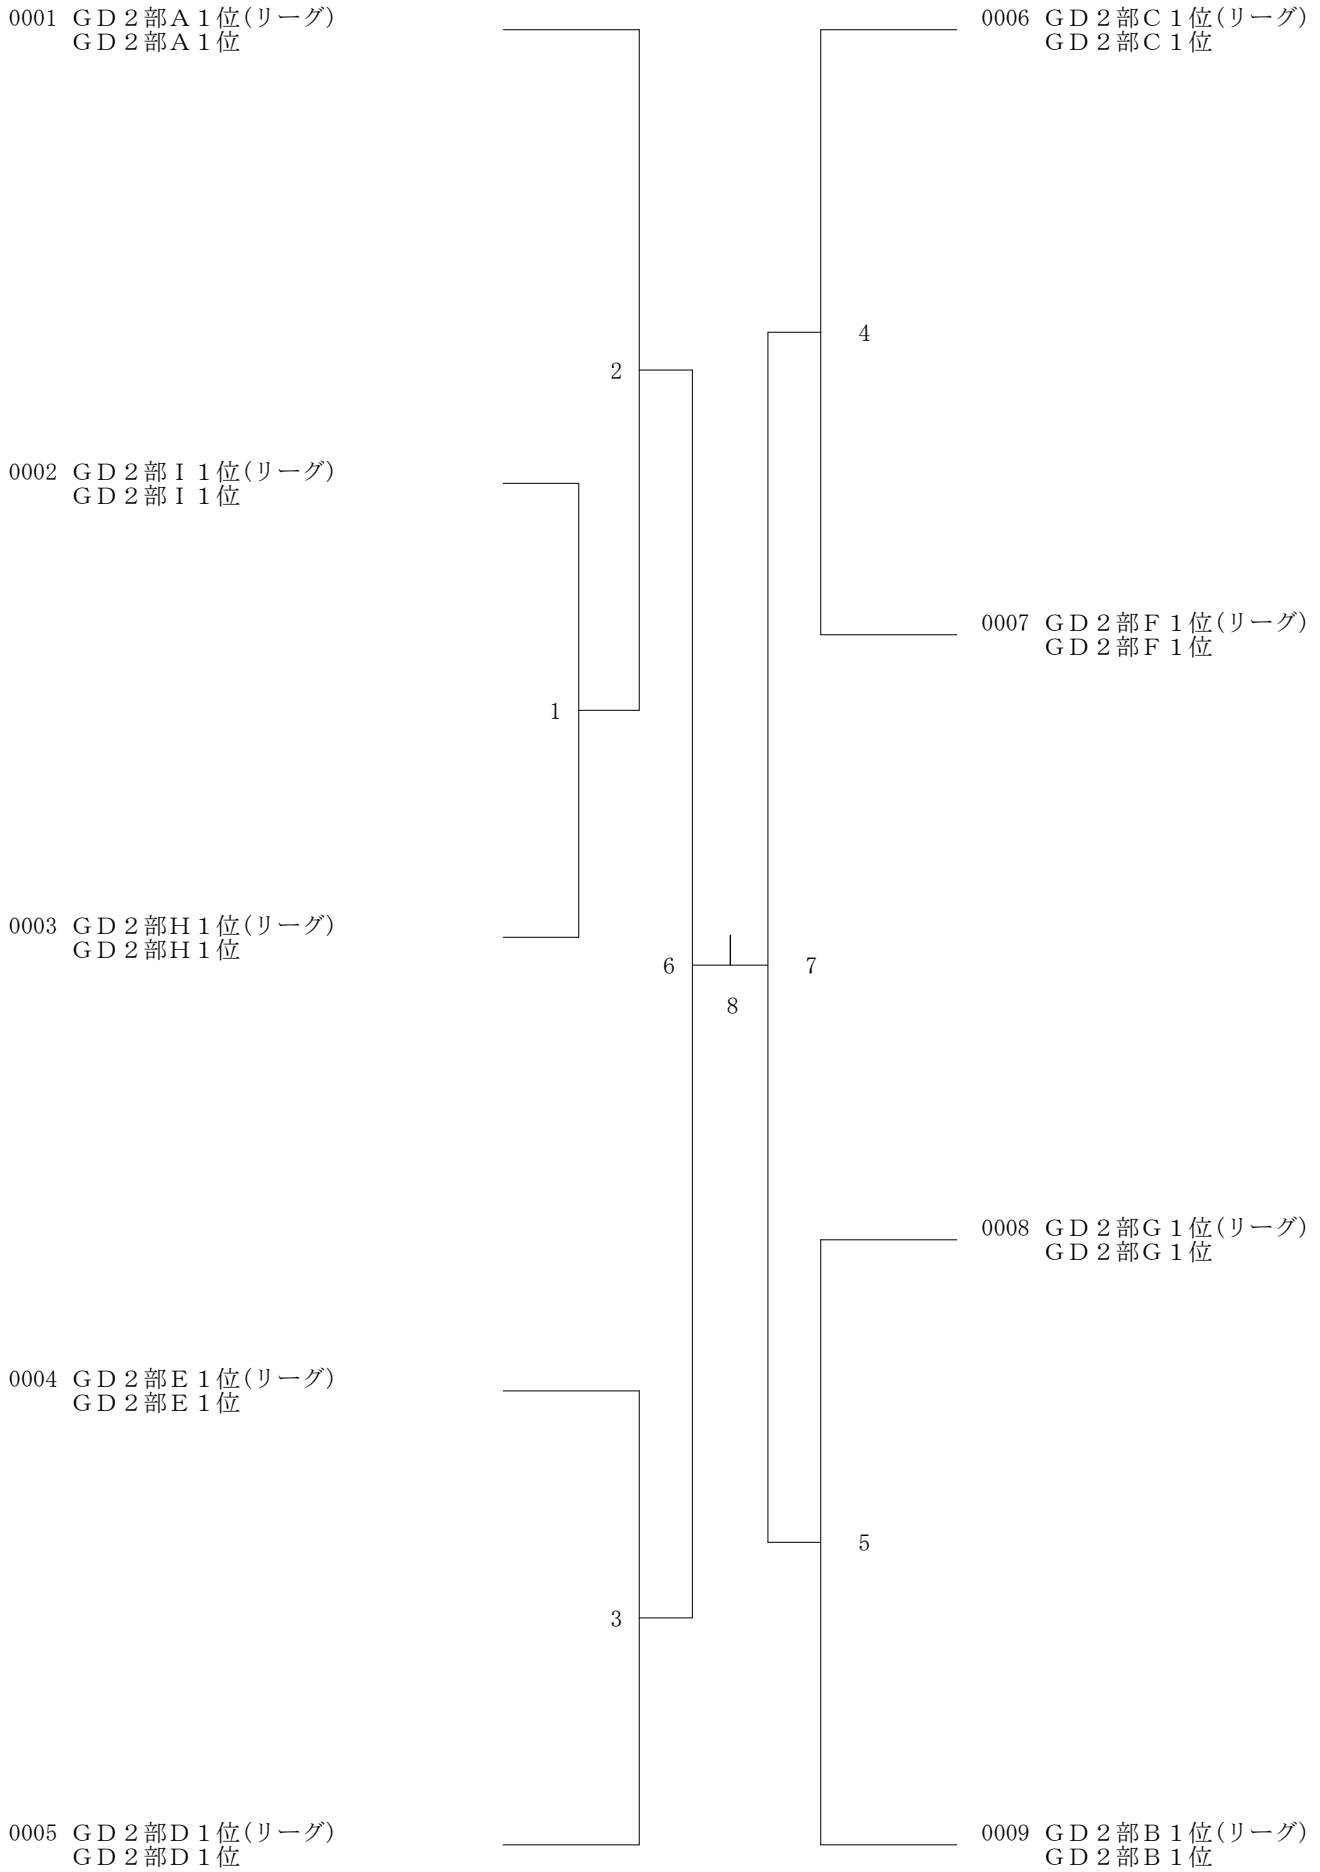 0001 ＧＤ２部Ａ１位(リーグ)
ＧＤ２部Ａ１位
2
0002 ＧＤ２部Ｉ１位(リーグ)
ＧＤ２部Ｉ１位
1
0003 ＧＤ２部Ｈ１位(リーグ)
ＧＤ２部Ｈ１位
6
8
0004 ＧＤ２部Ｅ１位(リーグ)
ＧＤ２部Ｅ１位
3
0005 ＧＤ２部Ｄ１位(リーグ)
ＧＤ２部Ｄ１位
0006 ＧＤ２部Ｃ１位(リーグ)
ＧＤ２部Ｃ１位
4
0007 ＧＤ２部Ｆ１位(リーグ)
ＧＤ２部Ｆ１位
7
0008 ＧＤ２部Ｇ１位(リーグ)
ＧＤ２部Ｇ１位
5
0009 ＧＤ２部Ｂ１位(リーグ)
ＧＤ２部Ｂ１位